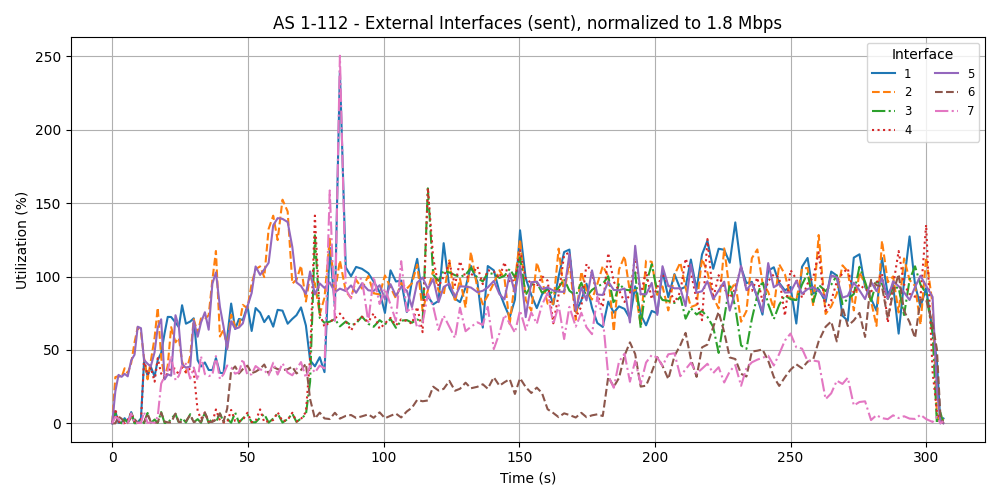 AS 1-112 - External Interfaces (sent), normalized to 1.8 Mbps
Utilization (%)
250
200
150
100
50
0
0 50 100 150 200 250 300
Time (s)
Interface
1 5
2 6
3 7
4